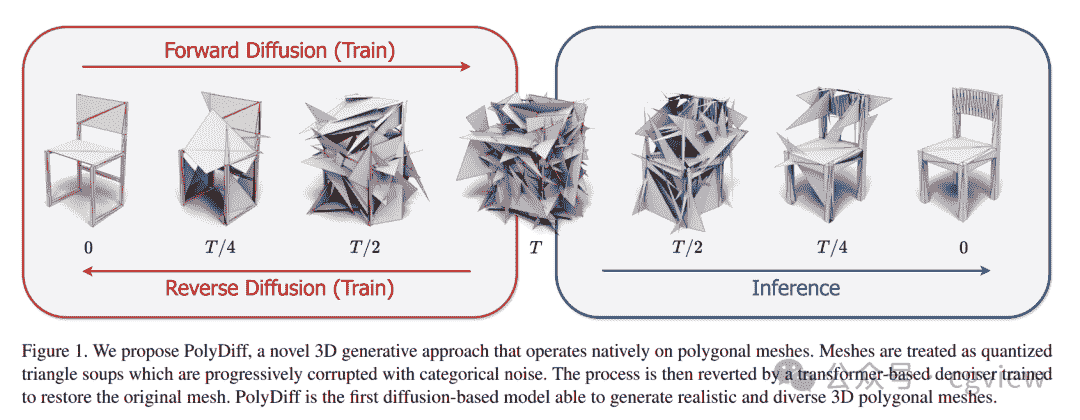 Forward Diffusion (Train)
0
T/4
T/2
T
T/2
T/4
0
Reverse Diffusion (Train)
Inference
Figure 1. We propose PolyDiff, a novel 3D generative approach that operates natively on polygonal meshes. Meshes are treated as quantized
triangle soups which are progressively corrupted with categorical noise. The process is then reverted by a transformer-based denoiser trained
to restore the original mesh. PolyDiff is the first diffusion-based model able to generate realistic and diverse 3D polygonal meshes.
公众号 · cgview